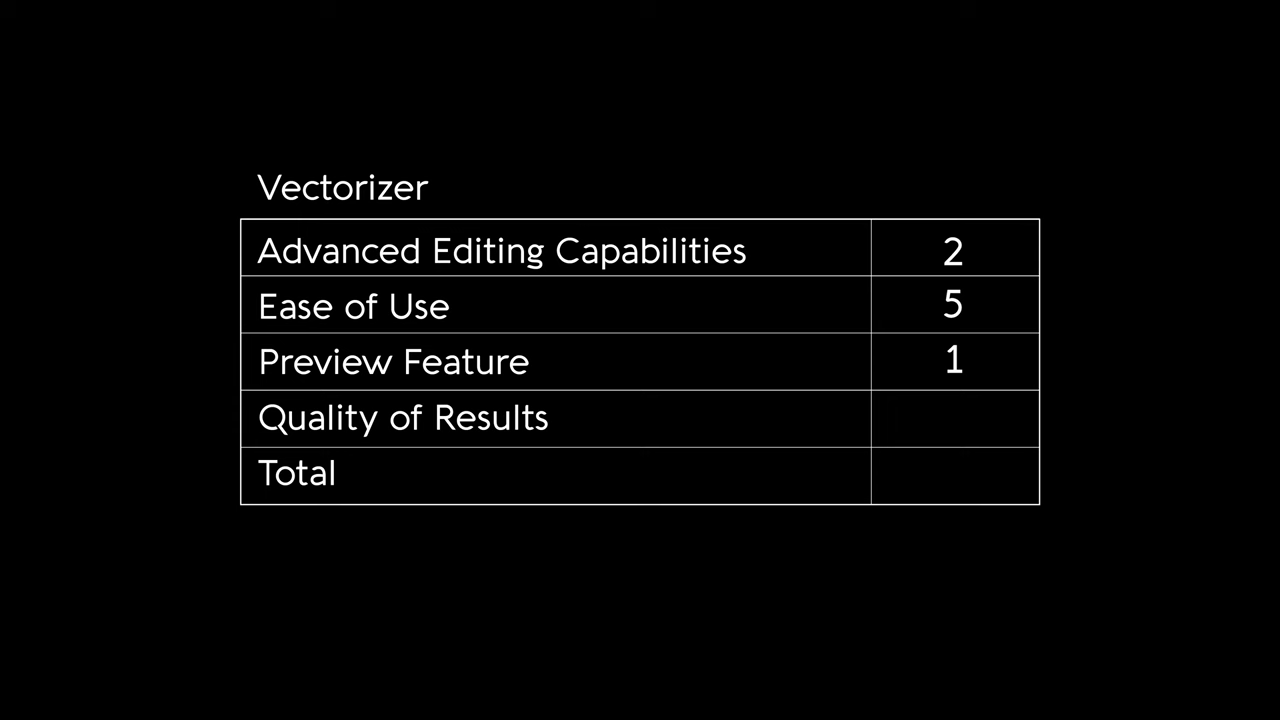 Vectorizer
Advanced Editing Capabilities 2
Ease of Use 5
Preview Feature 1
Quality of Results
Total